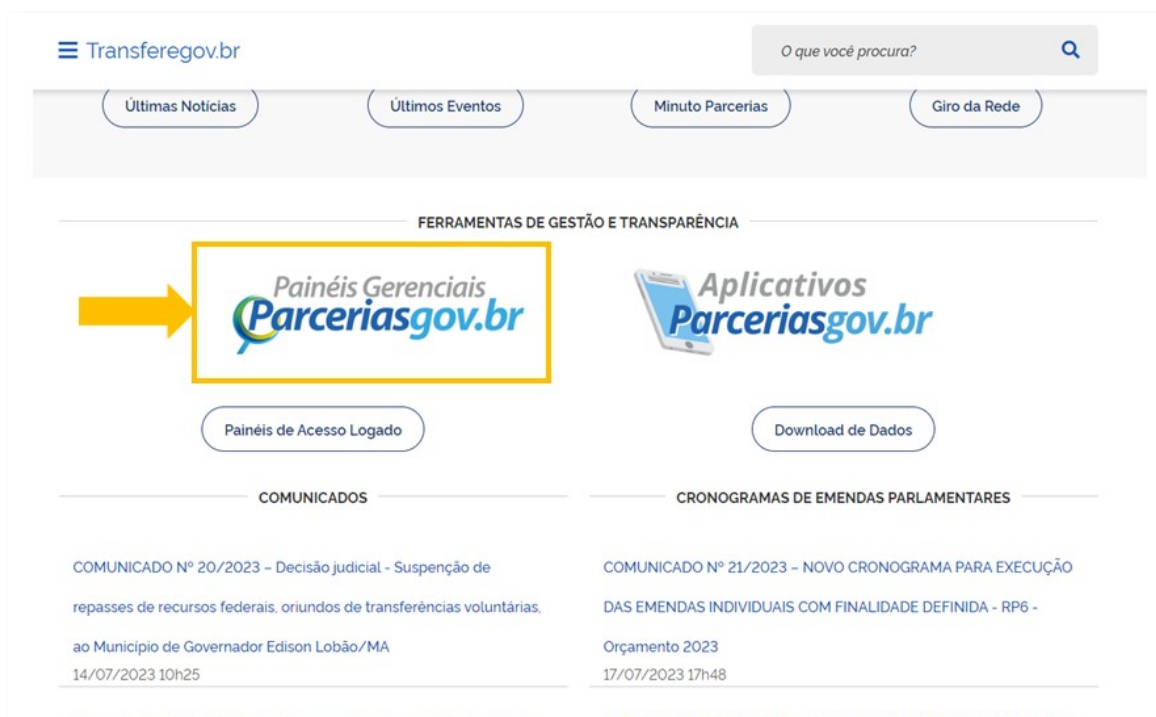 Transferegov.br
O que você procura?
Últimas Notícias
Últimos Eventos
Minuto Parcerias
Giro da Rede
FERRAMENTAS DE GESTÃO E TRANSPARÊNCIA
Painéis Gerenciais
Parceriasgov.br
Aplicativos
Parceriasgov.br
Painéis de Acesso Logado
Download de Dados
COMUNICADOS
COMUNICADO Nº 20/2023 – Decisão judicial - Suspenção de
repasses de recursos federais, oriundos de transferências voluntárias,
ao Município de Governador Edison Lobão/MA
14/07/2023 10h25
CRONOGRAMAS DE EMENDAS PARLAMENTARES
COMUNICADO Nº 21/2023 – NOVO CRONOGRAMA PARA EXECUÇÃO
DAS EMENDAS INDIVIDUAIS COM FINALIDADE DEFINIDA - RP6 -
Orçamento 2023
17/07/2023 17h48